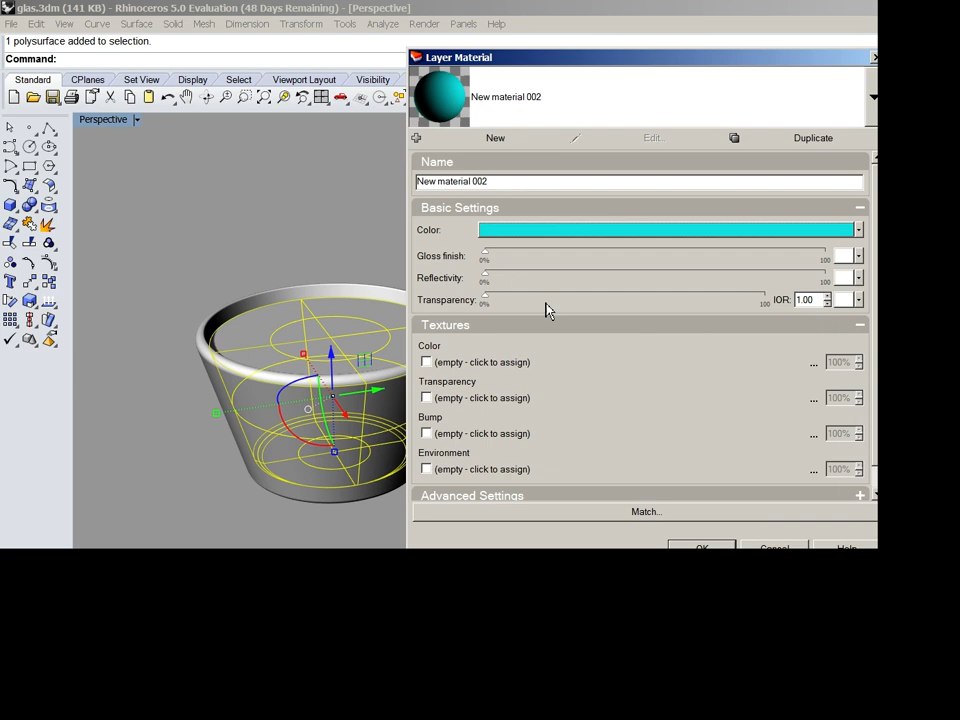 glas.3dm (141 KB) - Rhinoceros 5.0 Evaluation (48 Days Remaining) - [Perspective]
File Edit View Curve Surface Solid Mesh Dimension Transform Tools Analyze Render Panels Help
1 polysurface added to selection.
Command:
Standard CPlanes Set View Display Select Viewport Layout Visibility
Perspective
Layer Material
New material 002
New Edit... Duplicate
Name
New material 002
Basic Settings
Color:
Gloss finish: 0% 100
Reflectivity: 0% 100
Transparency: 0% 100 IOR: 1.00
Textures
Color
(empty - click to assign) ... 100%
Transparency
(empty - click to assign) ... 100%
Bump
(empty - click to assign) ... 100%
Environment
(empty - click to assign) ... 100%
Advanced Settings
Match...
OK Cancel Help